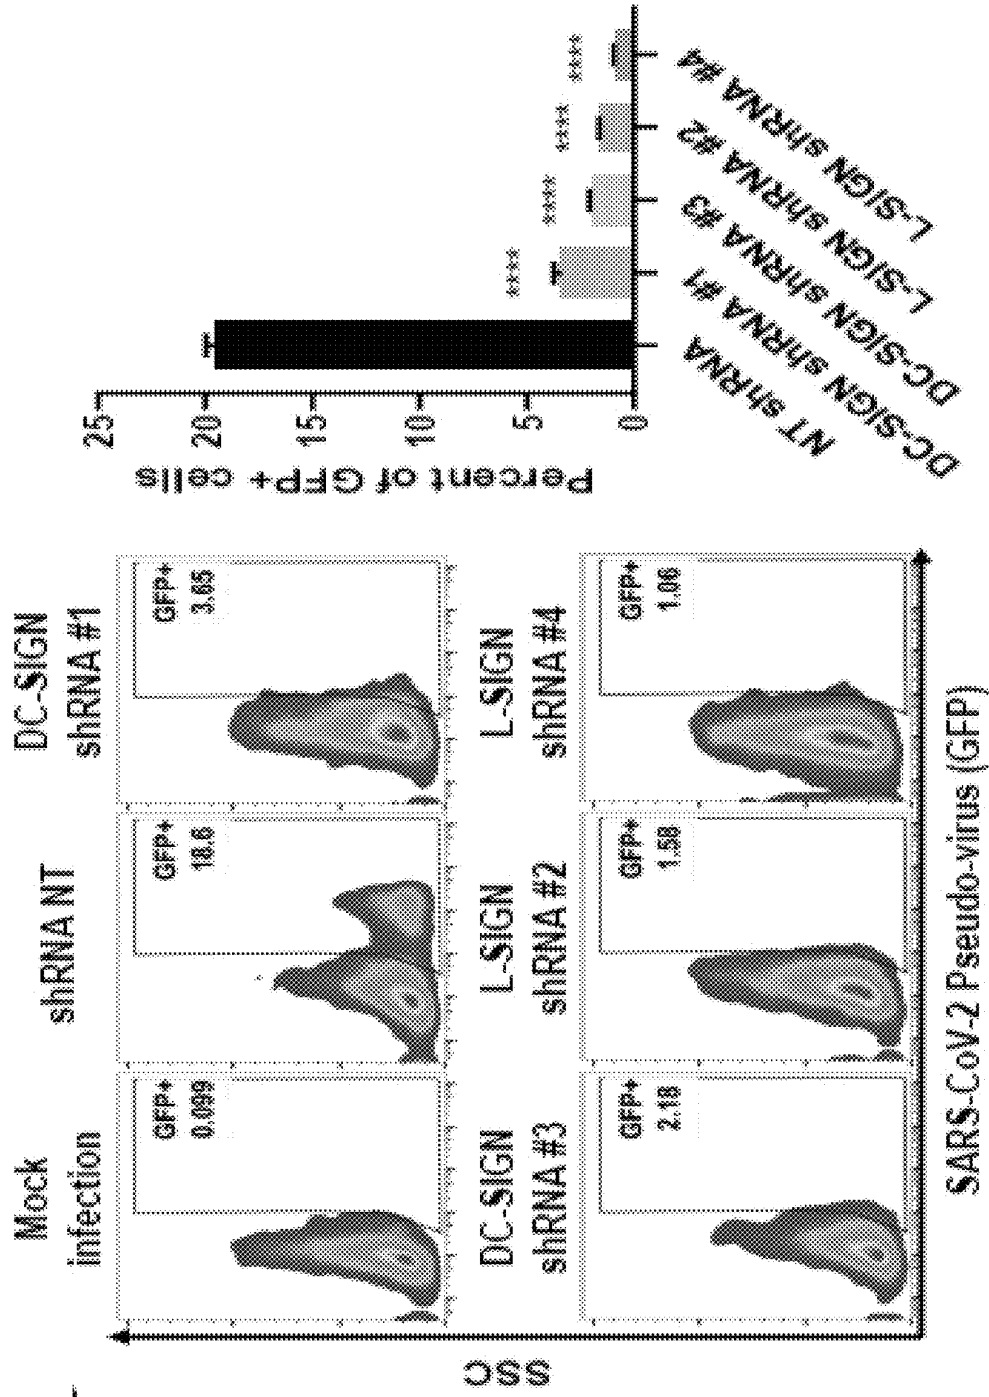 Mock
infection
shRNA NT
DC-SIGN
shRNA #1
GFP+
0.099
GFP+
18.6
GFP+
3.65
DC-SIGN
shRNA #3
L-SIGN
shRNA #2
L-SIGN
shRNA #4
GFP+
2.18
GFP+
1.58
GFP+
1.06
SSC
SARS-CoV-2 Pseudo-virus (GFP)
Percent of GFP+ cells
25
20
15
10
5
0
****
****
****
****
NT shRNA
DC-SIGN shRNA #1
DC-SIGN shRNA #3
L-SIGN shRNA #2
L-SIGN shRNA #4